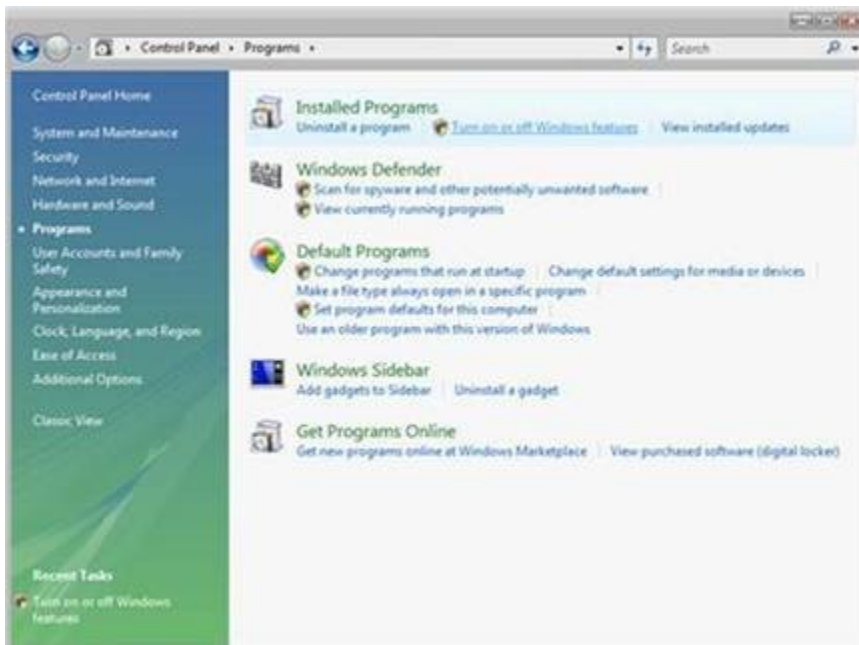 Control Panel
Programs
Search
Control Panel Home
System and Maintenance
Security
Network and Internet
Hardware and Sound
Programs
User Accounts and Family
Safety
Appearance and
Personalization
Clock, Language, and Region
Ease of Access
Additional Options
Classic View
Recent Tasks
Turn on or off Windows
features
Installed Programs
Uninstall a program Turn on or off Windows features View installed updates
Windows Defender
Scan for spyware and other potentially unwanted software
View currently running programs
Default Programs
Change programs that run at startup Change default settings for media or devices
Make a file type always open in a specific program
Set program defaults for this computer
Use an older program with this version of Windows
Windows Sidebar
Add gadgets to Sidebar Uninstall a gadget
Get Programs Online
Get new programs online at Windows Marketplace View purchased software (digital locker)